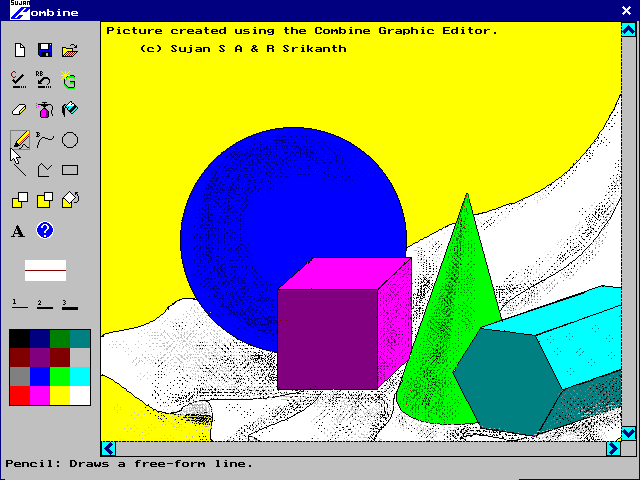 Sujan
Combine
Picture created using the Combine Graphic Editor.
(c) Sujan S A & R Srikanth
C
RB
G
B
A
?
1 2 3
Pencil: Draws a free-form line.